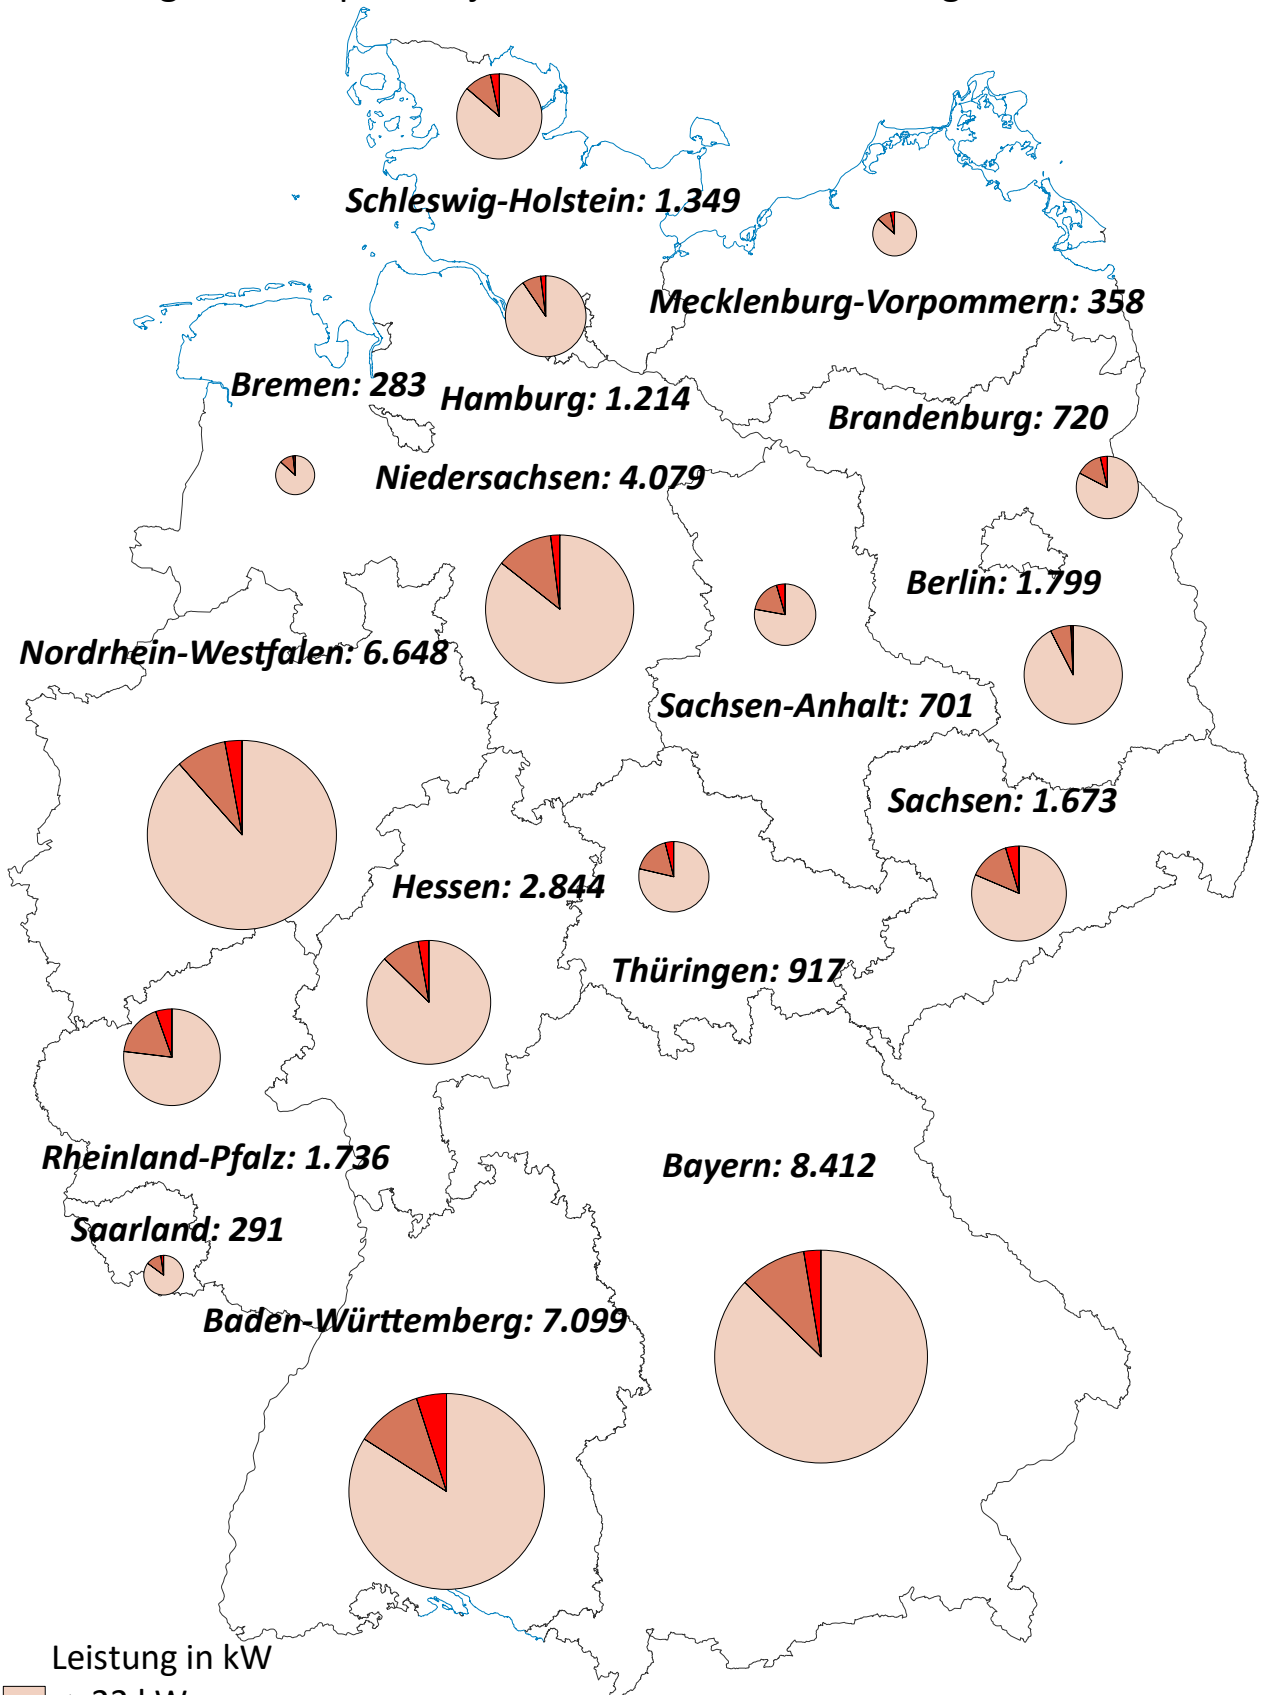 Schleswig-Holstein: 1.349
Mecklenburg-Vorpommern: 358
Bremen: 283
Hamburg: 1.214
Brandenburg: 720
Niedersachsen: 4.079
Berlin: 1.799
Nordrhein-Westfalen: 6.648
Sachsen-Anhalt: 701
Sachsen: 1.673
Hessen: 2.844
Thüringen: 917
Rheinland-Pfalz: 1.736
Bayern: 8.412
Saarland: 291
Baden-Württemberg: 7.099
Leistung in kW
22 kW